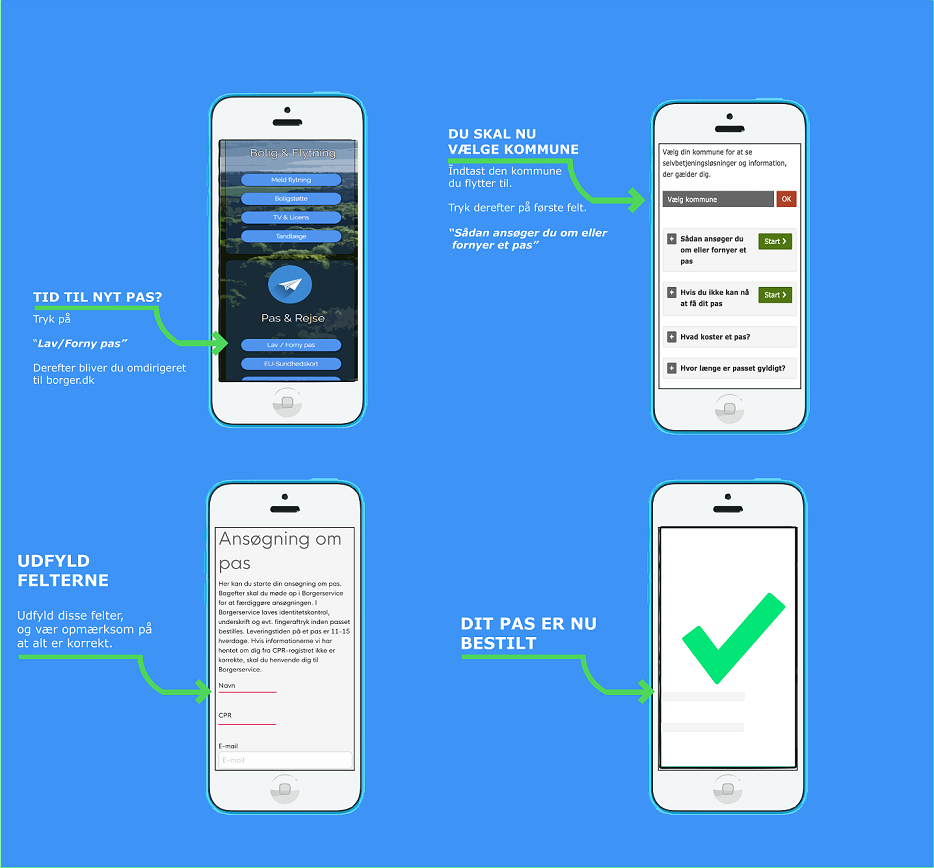 TID TIL NYT PAS?
Tryk på
“Lav/Forny pas”
Derefter bliver du omdirigeret
til borger.dk
Bolig & Flytning
Meld flytning
Boligstøtte
TV & Licens
Tandlæge
Pas & Rejse
Lav / Forny pas
EU-Sundhedskort
DU SKAL NU
VÆLGE KOMMUNE
Indtast den kommune
du flytter til.
Tryk derefter på første felt.
“Sådan ansøger du om eller
fornyer et pas”
Vælg din kommune for at se
selvbetjeningsløsninger og information,
der gælder dig.
Vælg kommune OK
+ Sådan ansøger du Start >
om eller fornyer et
pas
+ Hvis du ikke kan nå Start >
at få dit pas
+ Hvad koster et pas?
+ Hvor længe er passet gyldigt?
UDFYLD
FELTERNE
Udfyld disse felter,
og vær opmærksom på
at alt er korrekt.
Ansøgning om
pas
Her kan du starte din ansøgning om pas.
Bagefter skal du møde op i Borgerservice
for at færdiggøre ansøgningen. I
Borgerservice laves identitetskontrol,
underskrift og evt. fingeraftryk inden passet
bestilles. Leveringstiden på et pas er 11-15
hverdage. Hvis informationerne vi har
hentet om dig fra CPR-registret ikke er
korrekte, skal du henvende dig til
Borgerservice.
Navn
CPR
E-mail
E-mail
DIT PAS ER NU
BESTILT